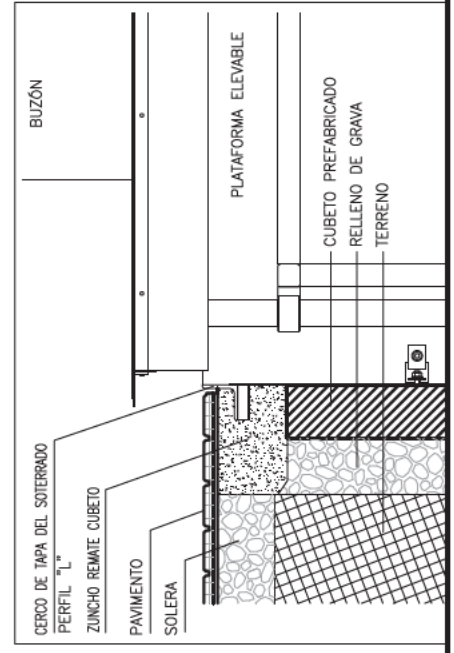 BUZÓN
PLATAFORMA ELEVABLE
CUBETO PREFABRICADO
RELLENO DE GRAVA
TERRENO
CERCO DE TAPA DEL SOTERRADO
PERFIL "L"
ZUNCHO REMATE CUBETO
PAVIMENTO
SOLERA